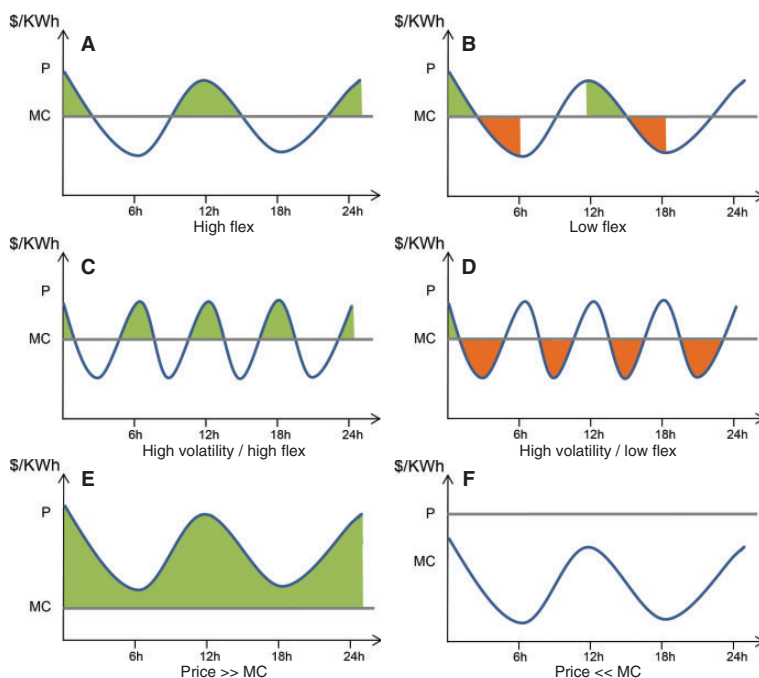 $/KWh
A
P
MC
6h 12h 18h 24h
High flex
$/KWh
B
P
MC
6h 12h 18h 24h
Low flex
$/KWh
C
P
MC
6h 12h 18h 24h
High volatility / high flex
$/KWh
D
P
MC
6h 12h 18h 24h
High volatility / low flex
$/KWh
E
P
MC
6h 12h 18h 24h
Price >> MC
$/KWh
F
P
MC
6h 12h 18h 24h
Price << MC